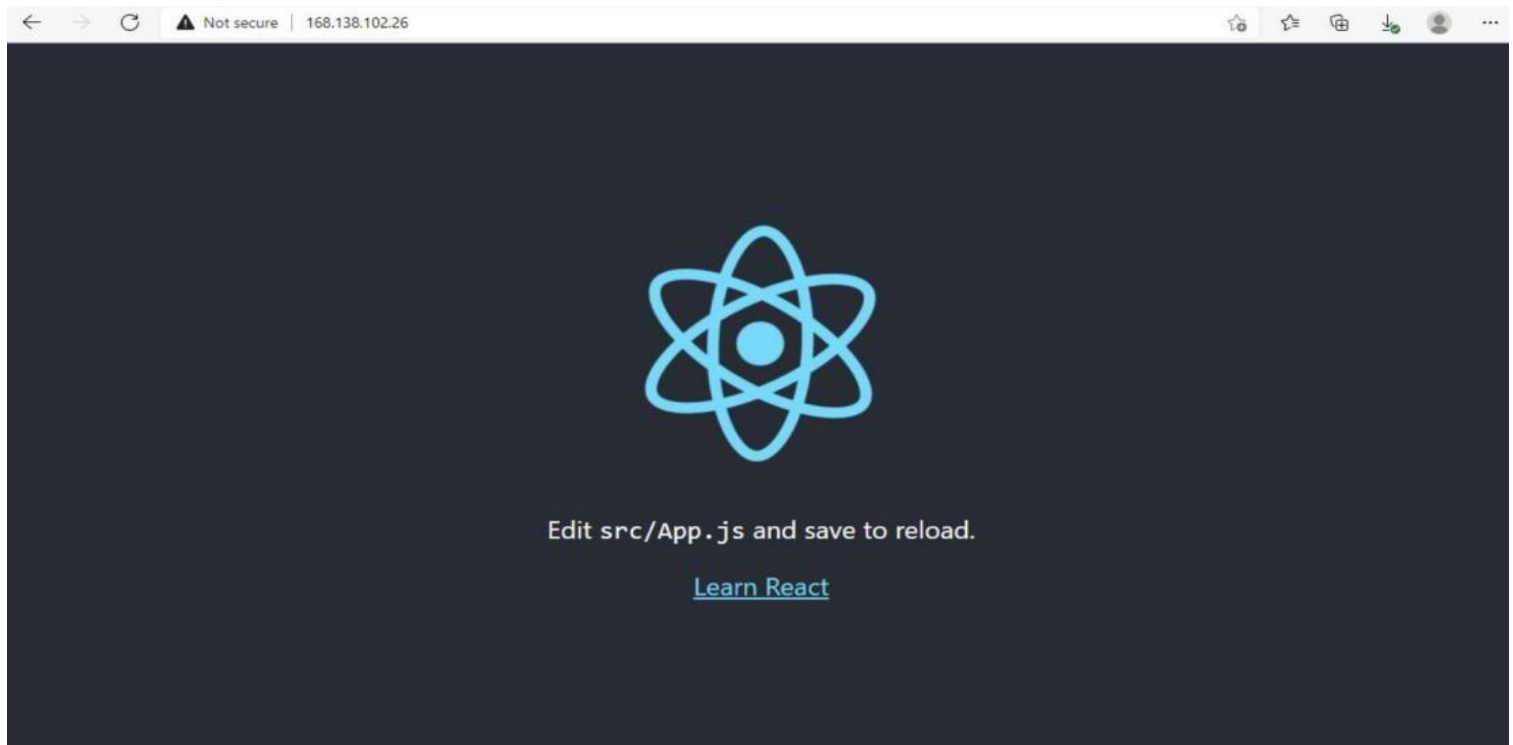 Not secure | 168.138.102.26
Edit src/App.js and save to reload.
Learn React